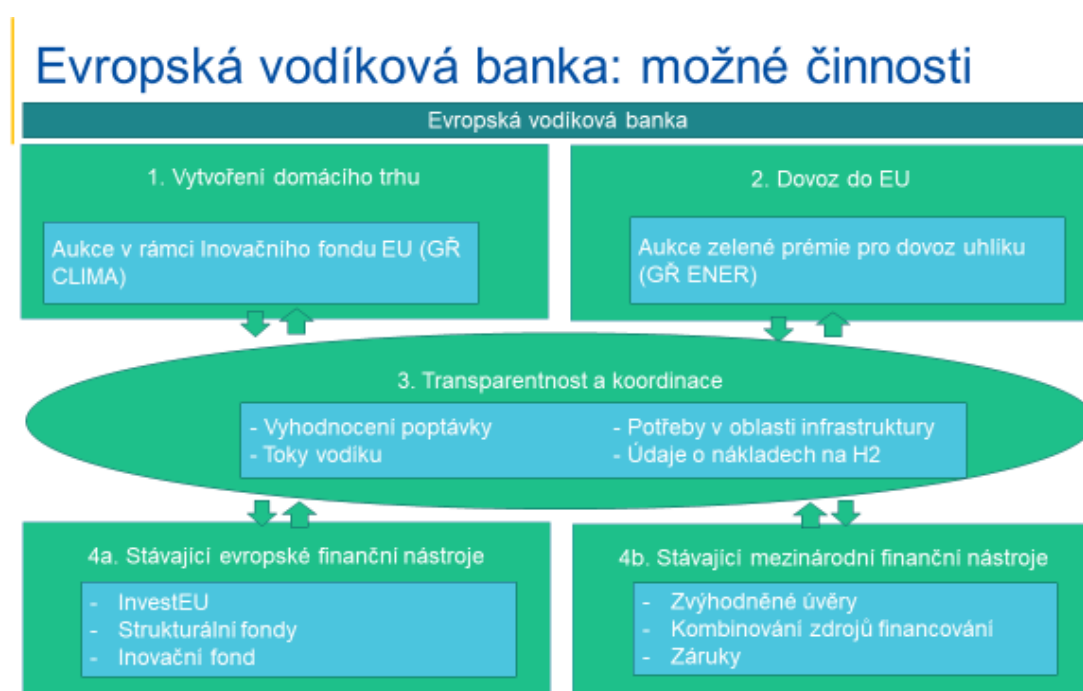 Evropská vodíková banka: možné činnosti
Evropská vodíková banka
1. Vytvoření domácího trhu
Aukce v rámci Inovačního fondu EU (GŘ
CLIMA)
2. Dovoz do EU
Aukce zelené prémie pro dovoz uhlíku
(GŘ ENER)
3. Transparentnost a koordinace
- Vyhodnocení poptávky
- Toky vodíku
- Potřeby v oblasti infrastruktury
- Údaje o nákladech na H2
4a. Stávající evropské finanční nástroje
- InvestEU
- Strukturální fondy
- Inovační fond
4b. Stávající mezinárodní finanční nástroje
- Zvýhodněné úvěry
- Kombinování zdrojů financování
- Záruky